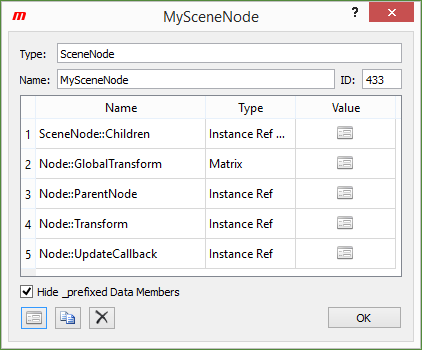 m MySceneNode ? ×
Type: SceneNode
Name: MySceneNode ID: 433
Name Type Value
1 SceneNode::Children Instance Ref ...
2 Node::GlobalTransform Matrix
3 Node::ParentNode Instance Ref
4 Node::Transform Instance Ref
5 Node::UpdateCallback Instance Ref
Hide _prefixed Data Members
OK